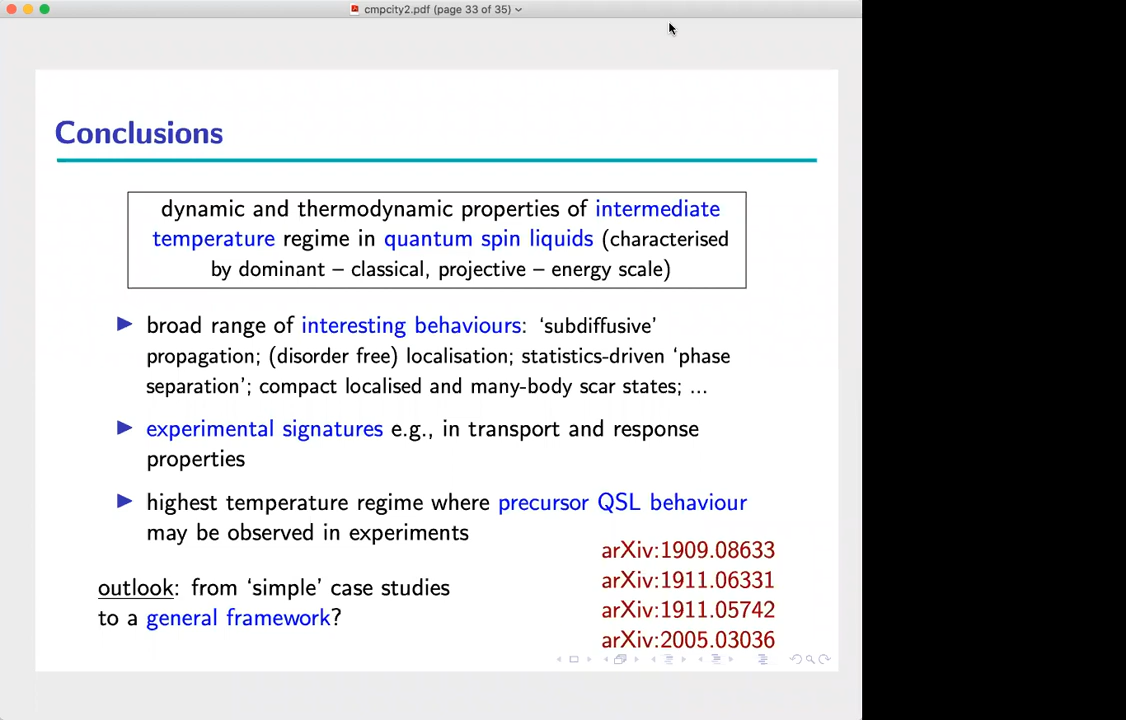 cmpcity2.pdf (page 33 of 35)
Conclusions
dynamic and thermodynamic properties of intermediate
temperature regime in quantum spin liquids (characterised
by dominant – classical, projective – energy scale)
broad range of interesting behaviours: ‘subdiffusive’
propagation; (disorder free) localisation; statistics-driven ‘phase
separation’; compact localised and many-body scar states; ...
experimental signatures e.g., in transport and response
properties
highest temperature regime where precursor QSL behaviour
may be observed in experiments
arXiv:1909.08633
arXiv:1911.06331
arXiv:1911.05742
arXiv:2005.03036
outlook: from ‘simple’ case studies
to a general framework?